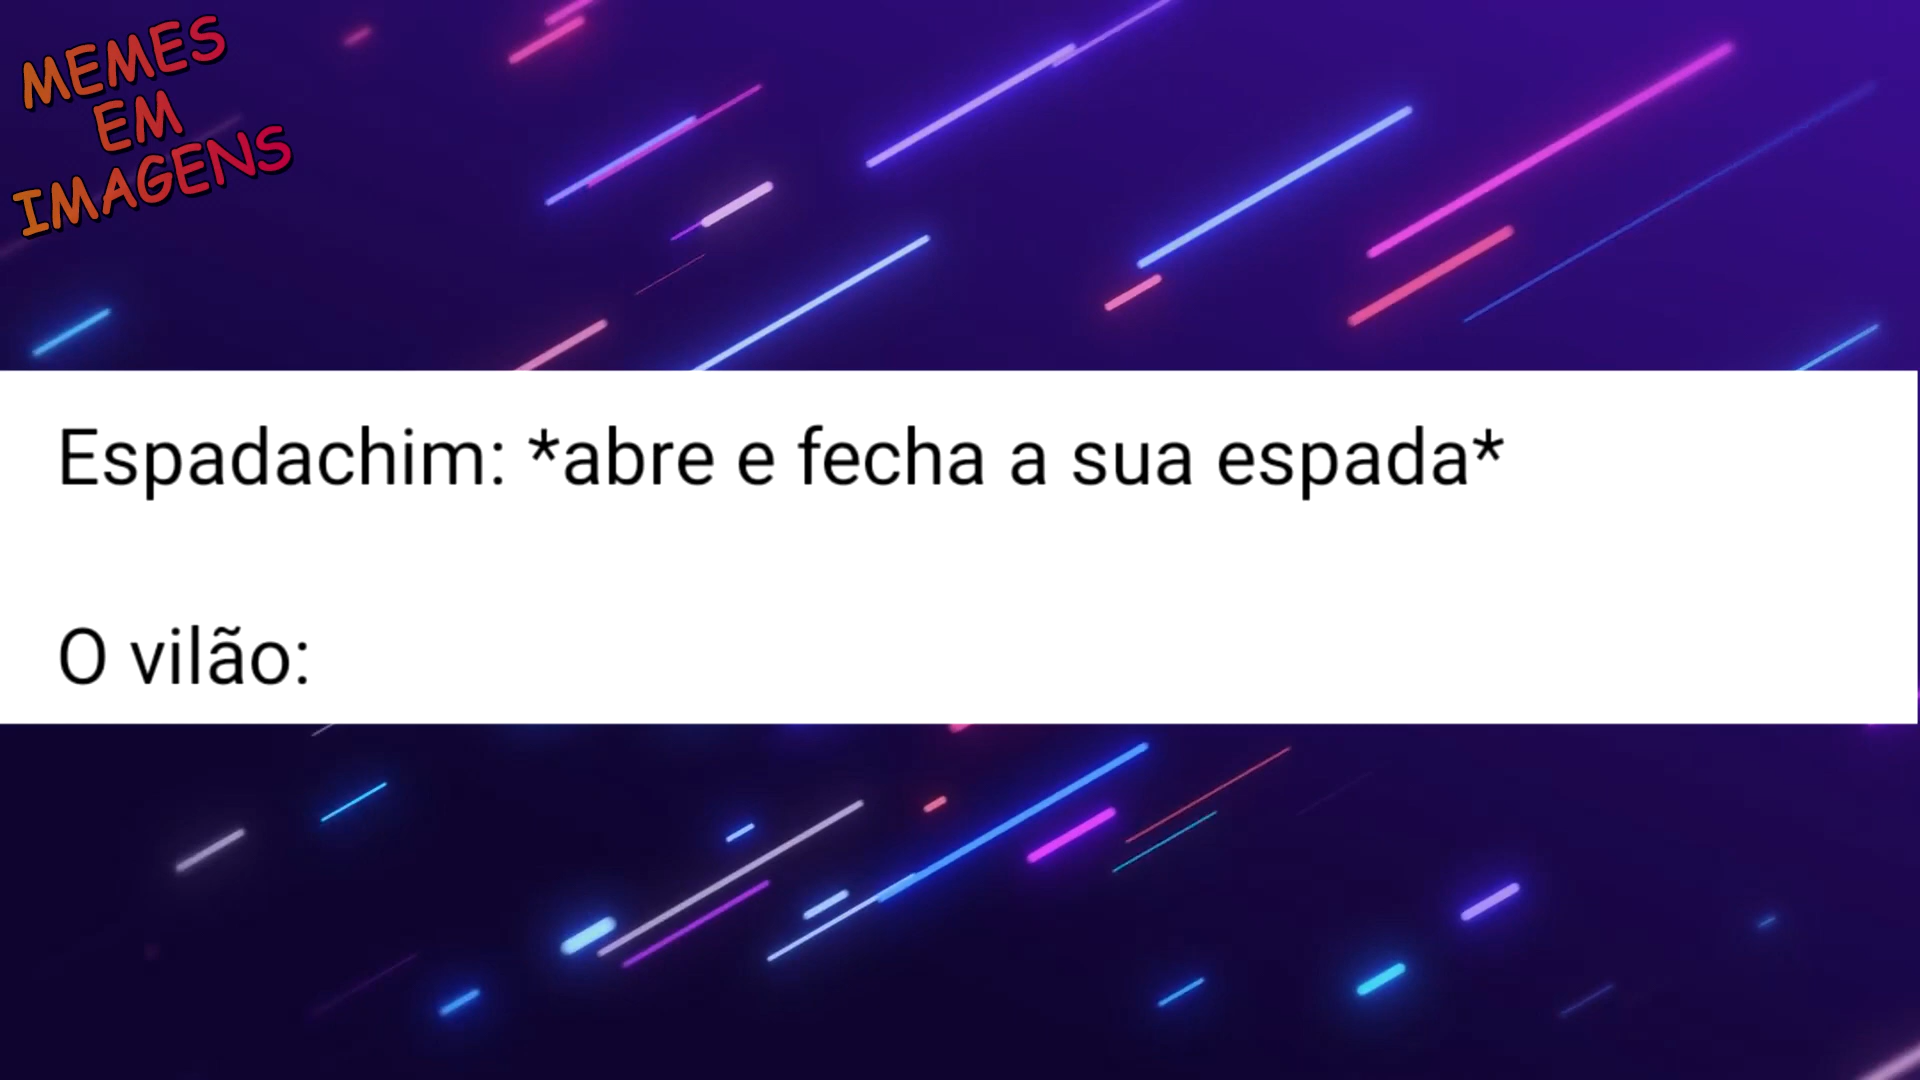 MEMES
EM
IMAGENS
Espadachim: *abre e fecha a sua espada*
O vilão: